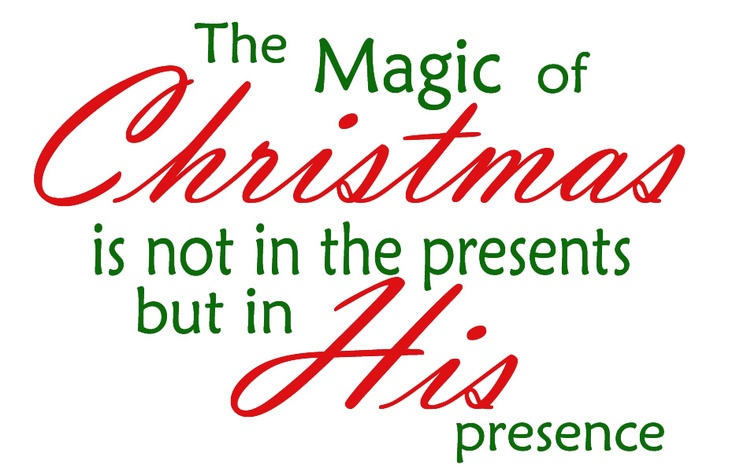 The Magic of
Christmas
is not in the presents
but in His
presence